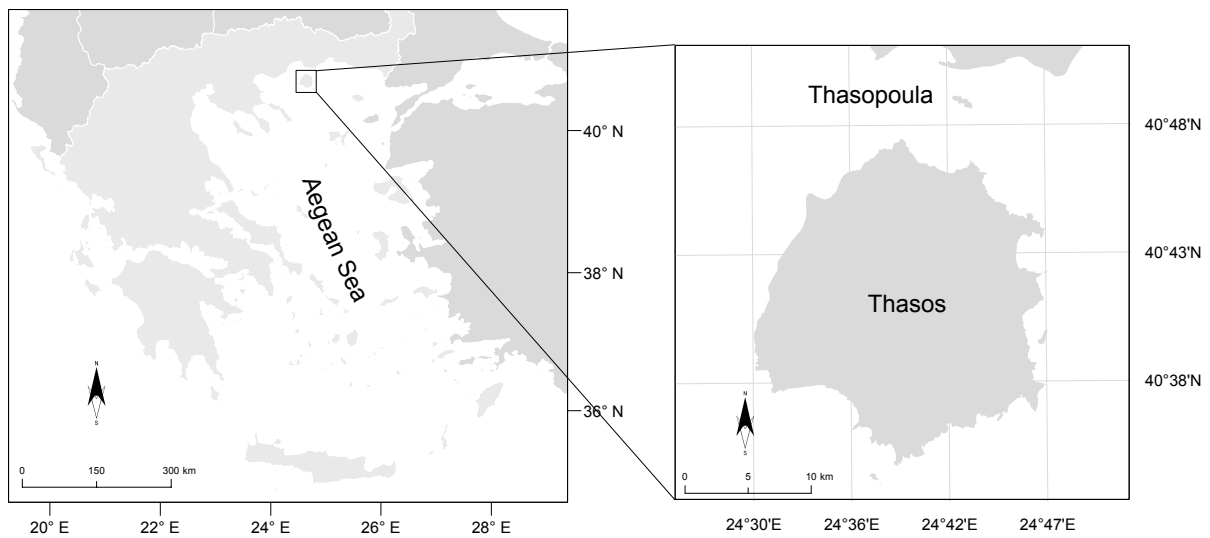 40° N
38° N
36° N
Aegean Sea
N
S
0 150 300 km
20° E 22° E 24° E 26° E 28° E
Thasopoula
Thasos
40°48'N
40°43'N
40°38'N
N
S
0 5 10 km
24°30'E 24°36'E 24°42'E 24°47'E